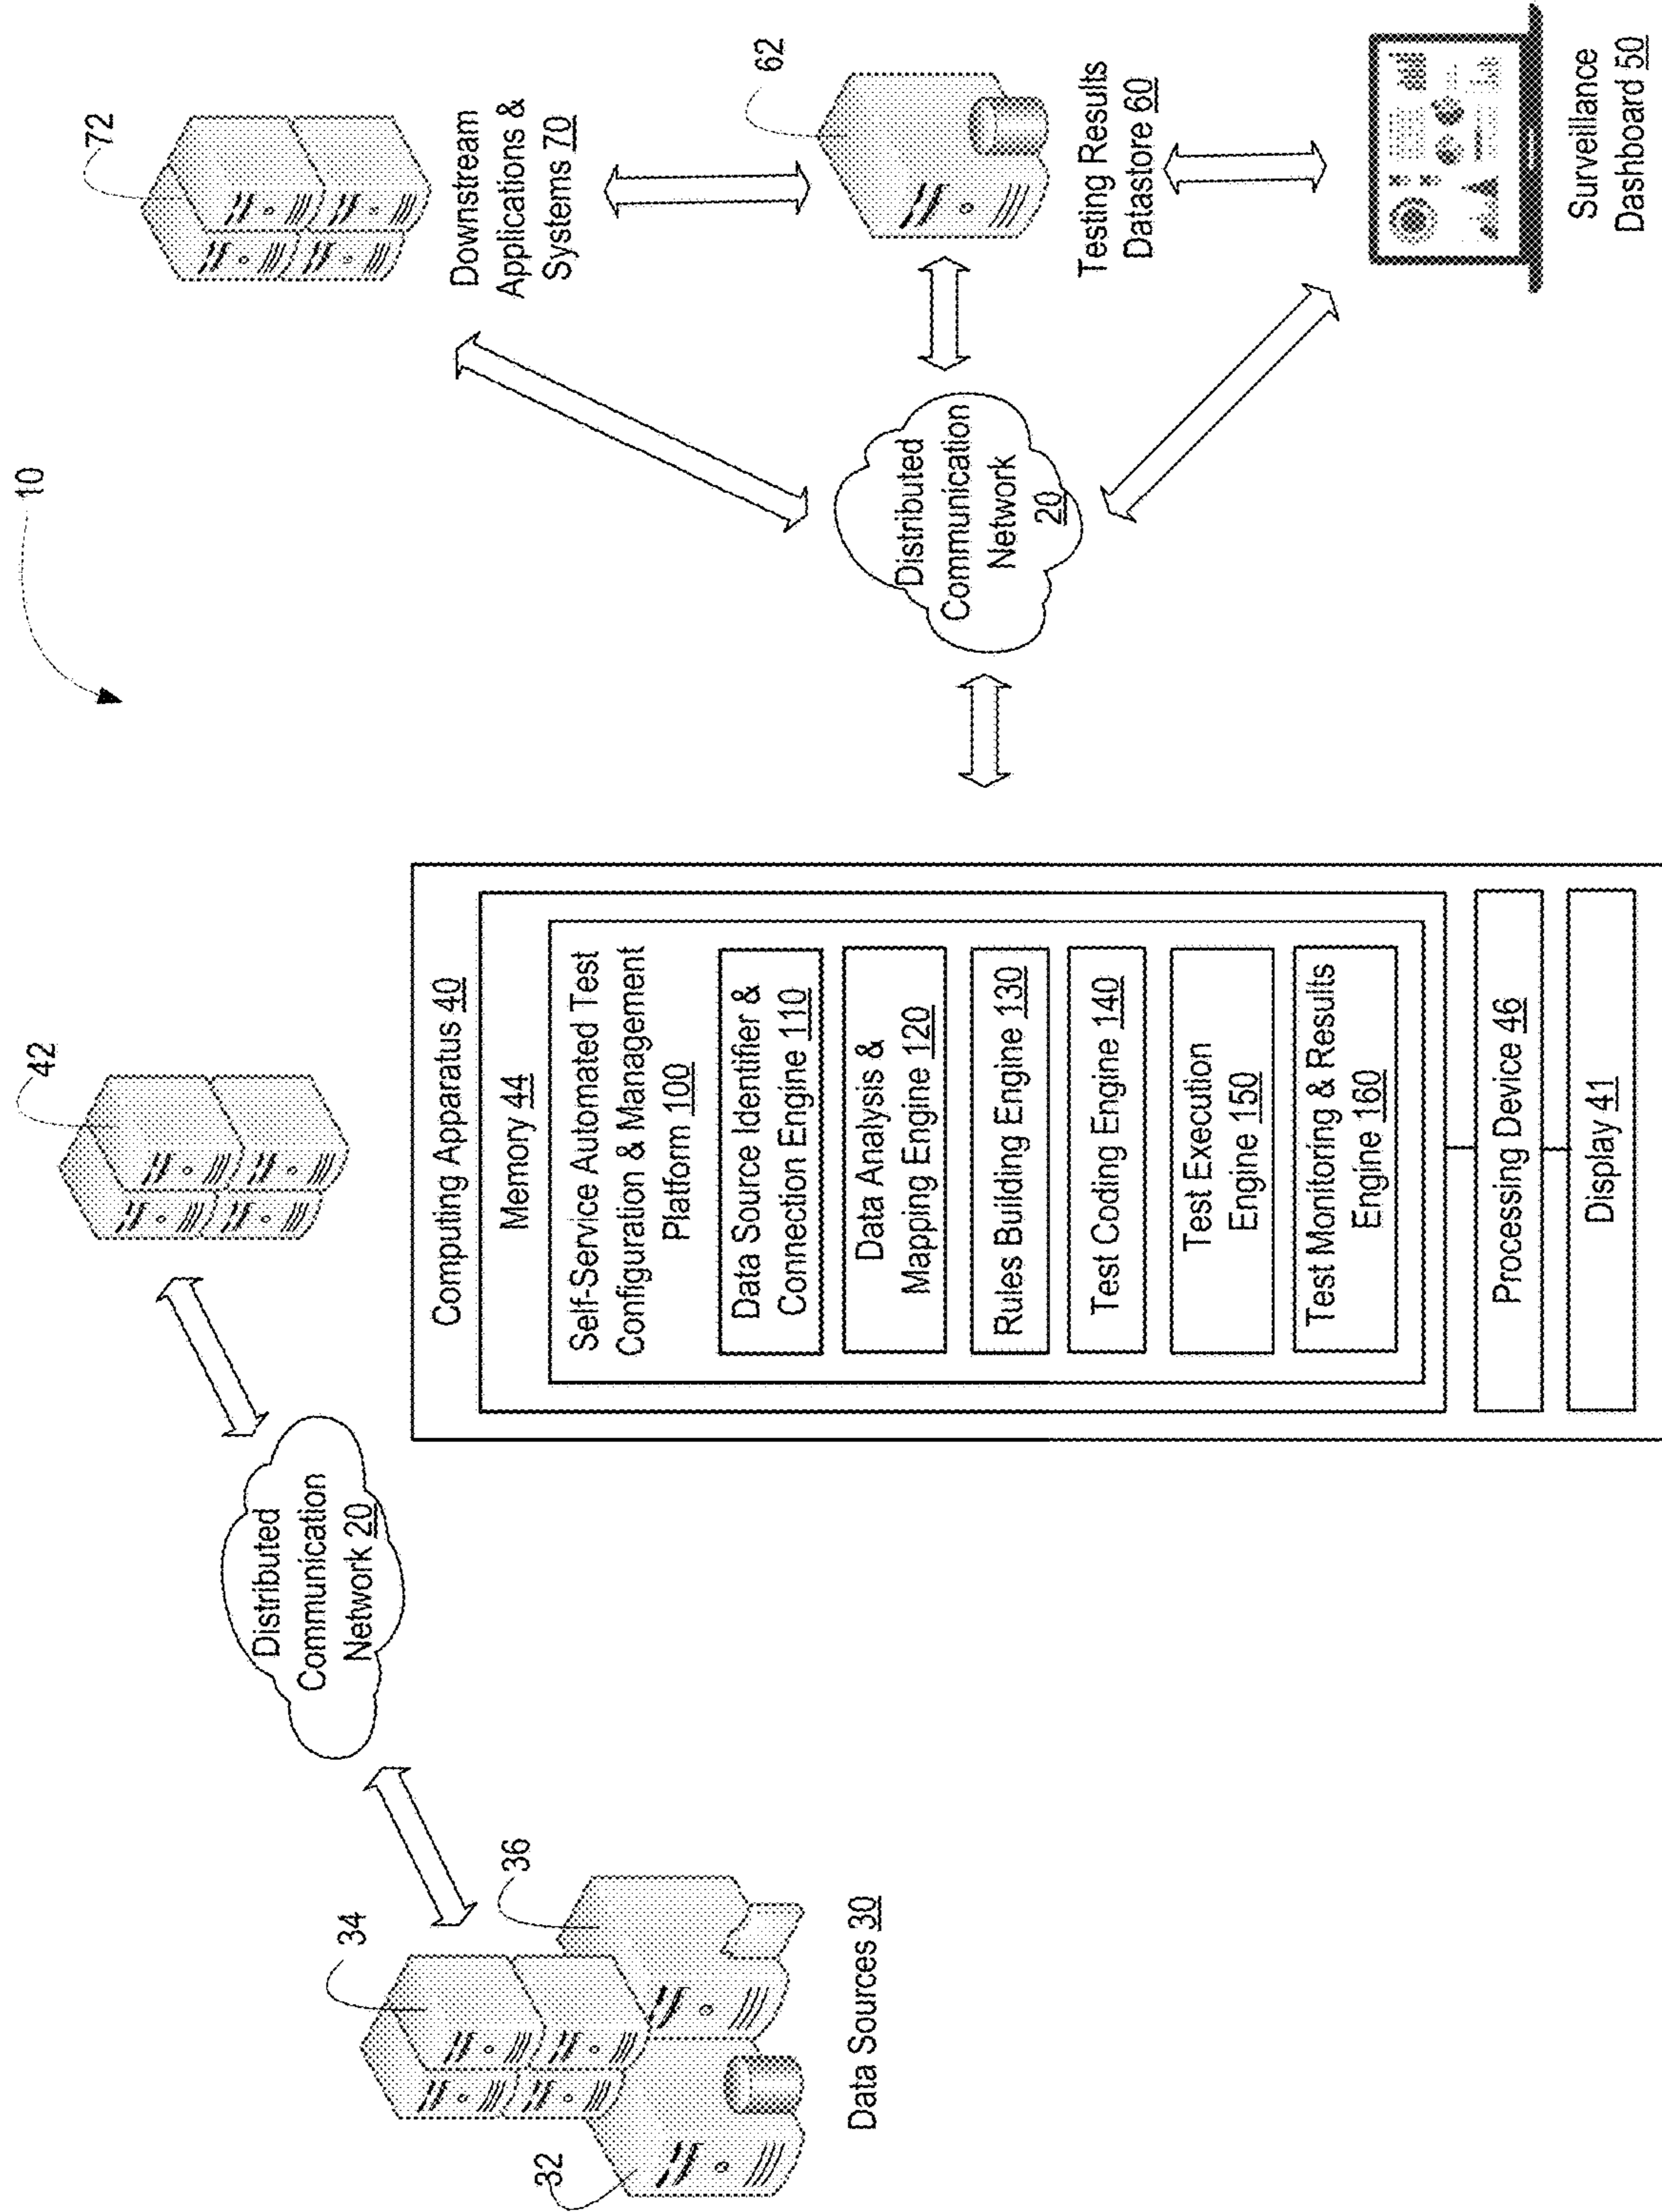 10
34
36
32
Data Sources 30
Distributed
Communication
Network 20
42
Computing Apparatus 40
Memory 44
Self-Service Automated Test
Configuration & Management
Platform 100
Data Source Identifier &
Connection Engine 110
Data Analysis &
Mapping Engine 120
Rules Building Engine 130
Test Coding Engine 140
Test Execution
Engine 150
Test Monitoring & Results
Engine 160
Processing Device 46
Display 41
Distributed
Communication
Network
20
72
Downstream
Applications &
Systems 70
62
Testing Results
Datastore 60
Surveillance
Dashboard 50